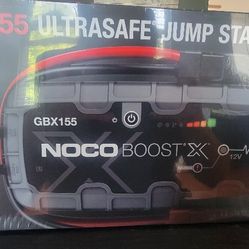 55 ULTRASAFE JUMP STA
GBX155
NOCO BOOST X
12V